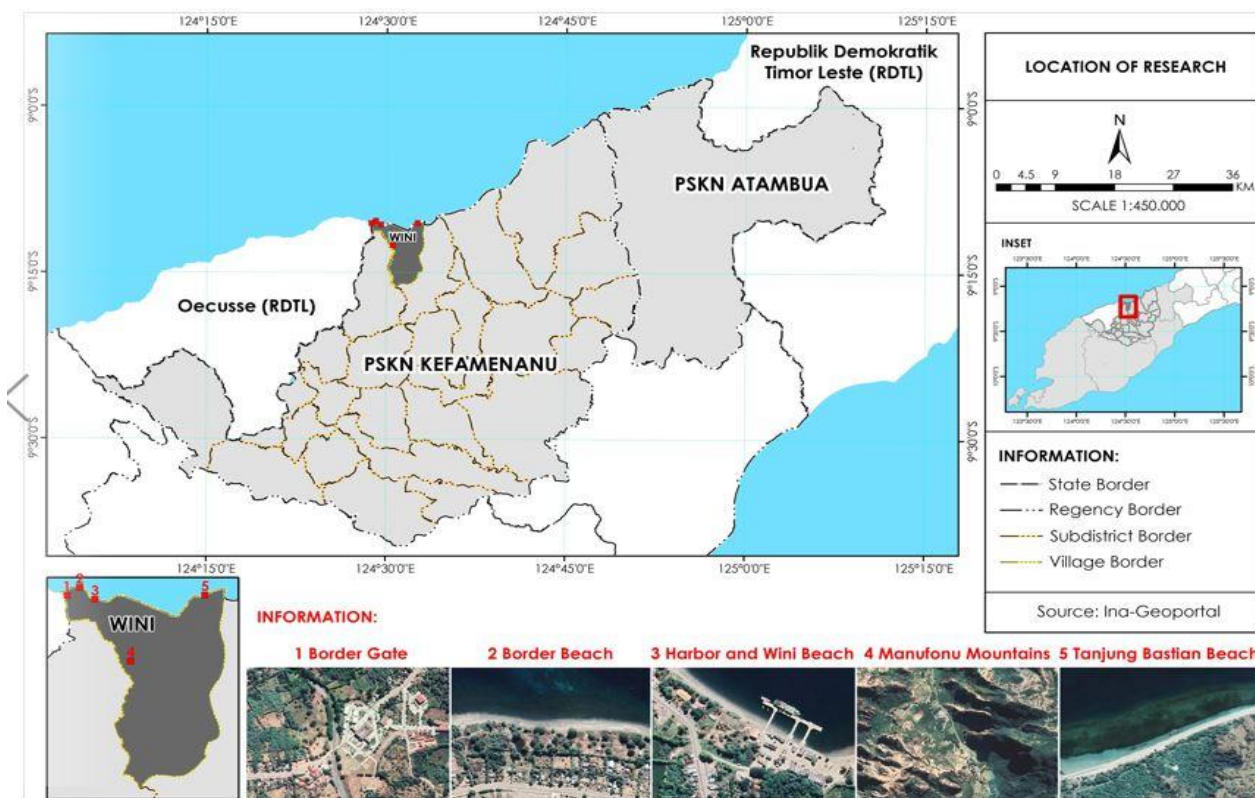 124°15'0"E 124°30'0"E 124°45'0"E 125°0'0"E 125°15'0"E
Republik Demokratik
Timor Leste (RDTL)
9°0'0"S
9°0'0"S
PSKN ATAMBUA
WINI
9°15'0"S
9°15'0"S
Oecusse (RDTL)
PSKN KEFAMENANU
9°30'0"S
9°30'0"S
124°15'0"E 124°30'0"E 124°45'0"E 125°0'0"E 125°15'0"E
LOCATION OF RESEARCH
N
0 4.5 9 18 27 36
KM
SCALE 1:450.000
INSET
INFORMATION:
State Border
Regency Border
Subdistrict Border
Village Border
Source: Ina-Geoportal
1 2 3 5
WINI
4
INFORMATION:
1 Border Gate 2 Border Beach 3 Harbor and Wini Beach 4 Manufonu Mountains 5 Tanjung Bastian Beach